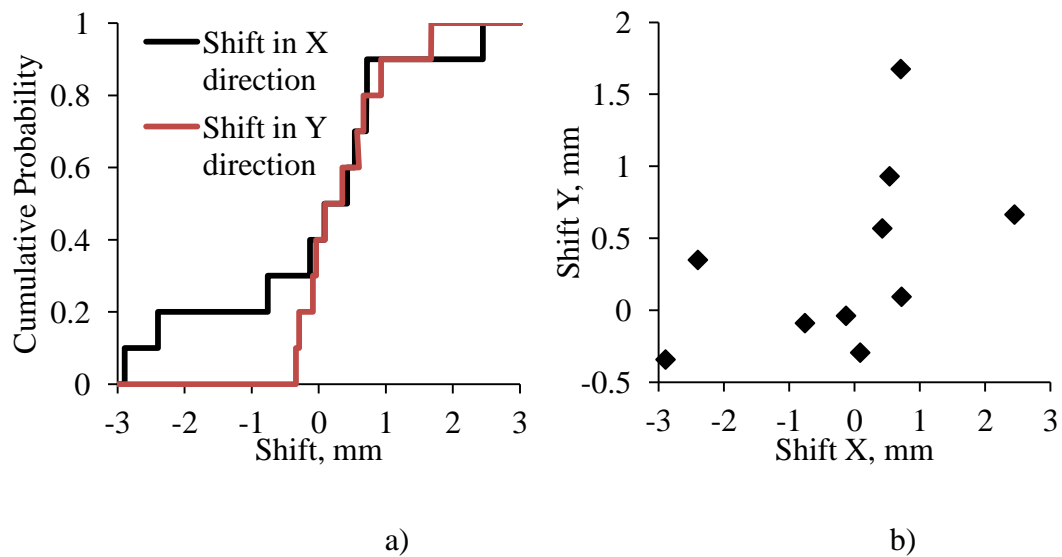 1
0.8
0.6
0.4
0.2
0
Cumulative Probability
Shift in X
direction
Shift in Y
direction
-3 -2 -1 0 1 2 3
Shift, mm
a)
2
1.5
1
0.5
0
-0.5
Shift Y, mm
-3 -2 -1 0 1 2 3
Shift X, mm
b)